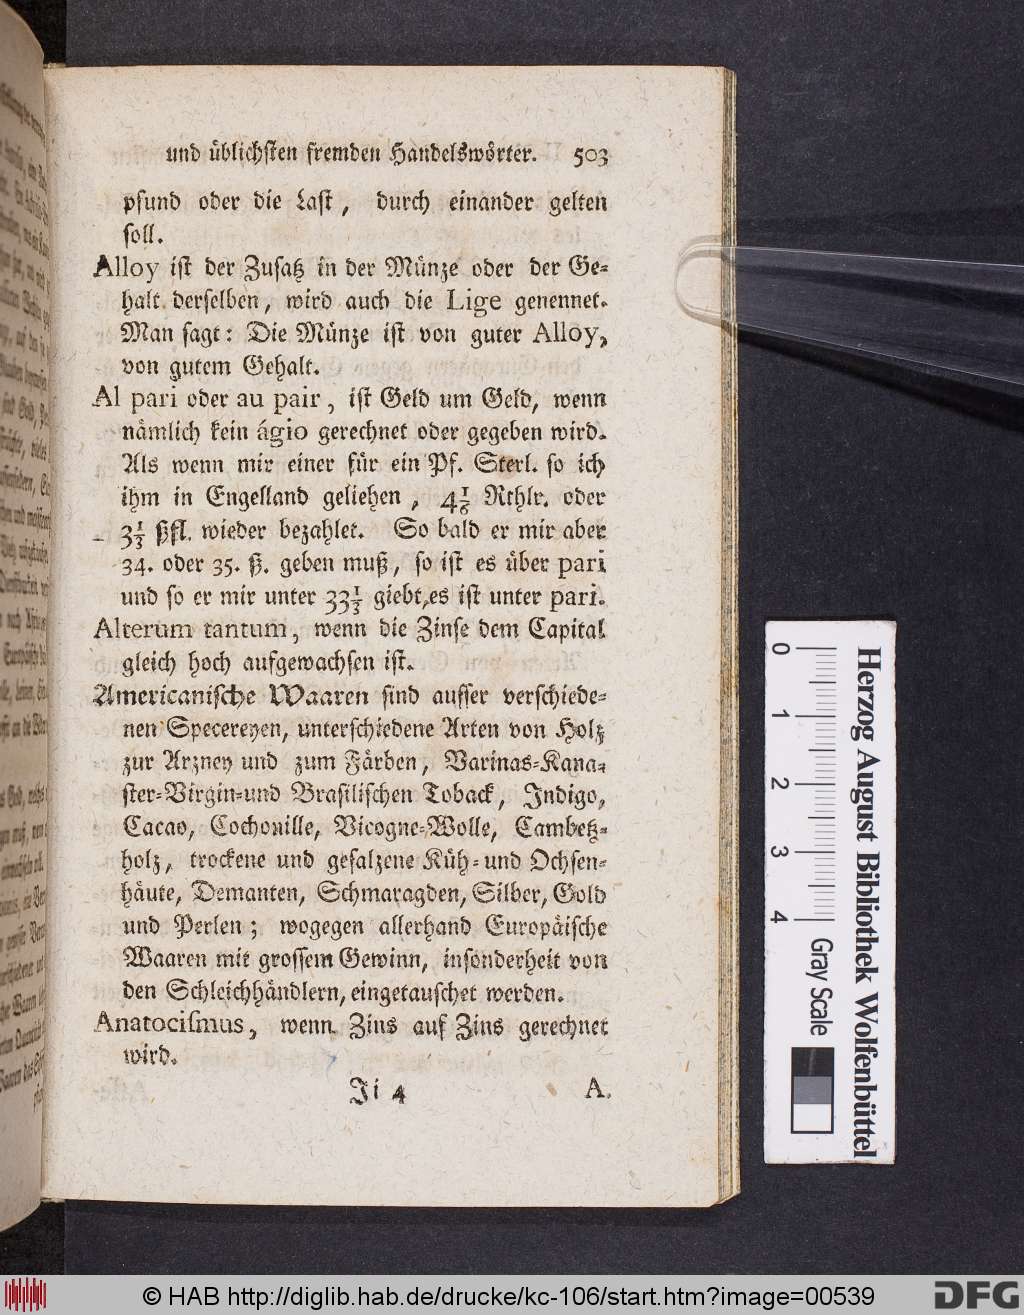 und üblichsten fremden Handelswörter. 503
pfund oder die Last, durch einander gelten
soll.
Alloy ist der Zusatz in der Münze oder der Ge-
halt derselben, wird auch die Lige genennet.
Man sagt: Die Münze ist von guter Alloy,
von gutem Gehalt.
Al pari oder au pair, ist Geld um Geld, wenn
nämlich kein ágio gerechnet oder gegeben wird.
Als wenn mir einer für ein Pf. Sterl. so ich
ihm in Engelland geliehen, 4⅙ Rthlr. oder
3⅓ ßfl. wieder bezahlet. So bald er mir aber
34. oder 35. ß. geben muß, so ist es über pari
und so er mir unter 33⅓ giebt, es ist unter pari.
Alterum tantum, wenn die Zinse dem Capital
gleich hoch aufgewachsen ist.
Americanische Waaren sind ausser verschiede-
nen Specereyen, unterschiedene Arten von Holz
zur Arzney und zum Färben, Varinas-Kana-
ster-Virgin-und Brasilischen Toback, Indigo,
Cacao, Cochonille, Vicogne-Wolle, Cambetz-
holz, trockene und gesalzene Küh-und Ochsen-
häute, Demanten, Schmaragden, Silber, Gold
und Perlen; wogegen allerhand Europäische
Waaren mit grossem Gewinn, insonderheit von
den Schleichhändlern, eingetauschet werden.
Anatocismus, wenn Zins auf Zins gerechnet
wird.
Ii 4 A.
Herzog August Bibliothek Wolfenbüttel
0 1 2 3 4 Gray Scale
© HAB http://diglib.hab.de/drucke/kc-106/start.htm?image=00539
DFG